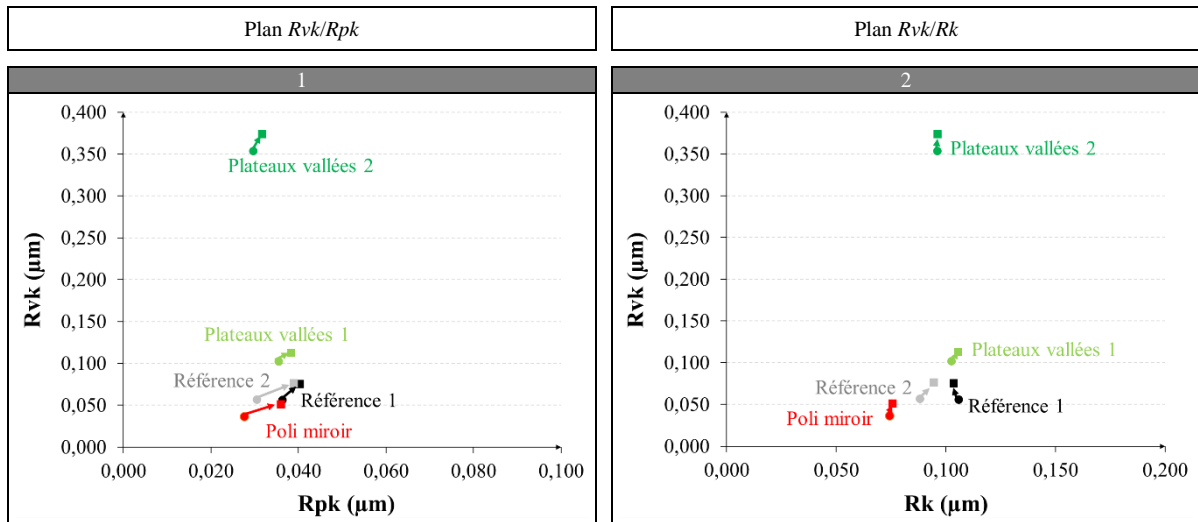 Plan Rvk/Rpk
Plan Rvk/Rk
1
0,400
0,350
0,300
0,250
0,200
0,150
0,100
0,050
0,000
Rvk (µm)
Plateaux vallées 2
Plateaux vallées 1
Référence 2
Référence 1
Poli miroir
0,000 0,020 0,040 0,060 0,080 0,100
Rpk (µm)
2
0,400
0,350
0,300
0,250
0,200
0,150
0,100
0,050
0,000
Rvk (µm)
Plateaux vallées 2
Plateaux vallées 1
Référence 2
Référence 1
Poli miroir
0,000 0,050 0,100 0,150 0,200
Rk (µm)